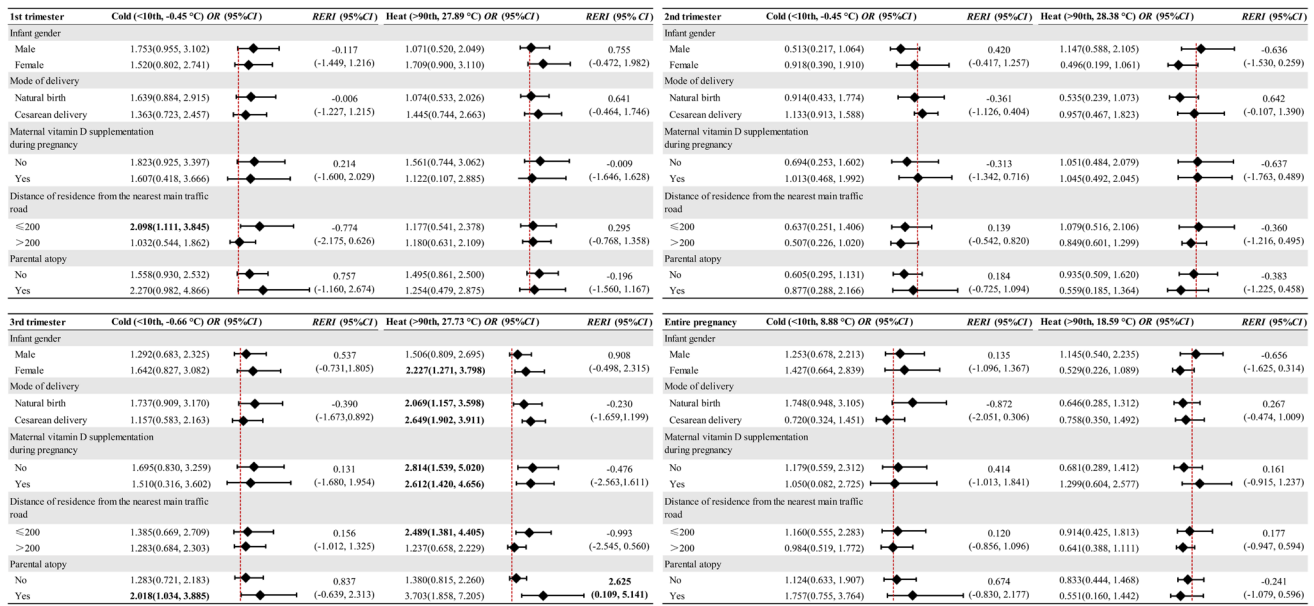 1st trimester Cold (<10th, -0.45 °C) OR (95%CI) RERI (95%CI) Heat (>90th, 27.89 °C) OR (95%CI) RERI (95% CI)
Infant gender
Male 1.753(0.955, 3.102) -0.117 1.071(0.520, 2.049) 0.755
Female 1.520(0.802, 2.741) (-1.449, 1.216) 1.709(0.900, 3.110) (-0.472, 1.982)
Mode of delivery
Natural birth 1.639(0.884, 2.915) -0.006 1.074(0.533, 2.026) 0.641
Cesarean delivery 1.363(0.723, 2.457) (-1.227, 1.215) 1.445(0.744, 2.663) (-0.464, 1.746)
Maternal vitamin D supplementation
during pregnancy
No 1.823(0.925, 3.397) 0.214 1.561(0.744, 3.062) -0.009
Yes 1.607(0.418, 3.666) (-1.600, 2.029) 1.122(0.107, 2.885) (-1.646, 1.628)
Distance of residence from the nearest main traffic
road
≤200 2.098(1.111, 3.845) -0.774 1.177(0.541, 2.378) 0.295
>200 1.032(0.544, 1.862) (-2.175, 0.626) 1.180(0.631, 2.109) (-0.768, 1.358)
Parental atopy
No 1.558(0.930, 2.532) 0.757 1.495(0.861, 2.500) -0.196
Yes 2.270(0.982, 4.866) (-1.160, 2.674) 1.254(0.479, 2.875) (-1.560, 1.167)
2nd trimester Cold (<10th, -0.45 °C) OR (95%CI) RERI (95%CI) Heat (>90th, 28.38 °C) OR (95%CI) RERI (95%CI)
Infant gender
Male 0.513(0.217, 1.064) 0.420 1.147(0.588, 2.105) -0.636
Female 0.918(0.390, 1.910) (-0.417, 1.257) 0.496(0.199, 1.061) (-1.530, 0.259)
Mode of delivery
Natural birth 0.914(0.433, 1.774) -0.361 0.535(0.239, 1.073) 0.642
Cesarean delivery 1.133(0.913, 1.588) (-1.126, 0.404) 0.957(0.467, 1.823) (-0.107, 1.390)
Maternal vitamin D supplementation
during pregnancy
No 0.694(0.253, 1.602) -0.313 1.051(0.484, 2.079) -0.637
Yes 1.013(0.468, 1.992) (-1.342, 0.716) 1.045(0.492, 2.045) (-1.763, 0.489)
Distance of residence from the nearest main traffic
road
≤200 0.637(0.251, 1.406) 0.139 1.079(0.516, 2.106) -0.360
>200 0.507(0.226, 1.020) (-0.542, 0.820) 0.849(0.601, 1.299) (-1.216, 0.495)
Parental atopy
No 0.605(0.295, 1.131) 0.184 0.935(0.509, 1.620) -0.383
Yes 0.877(0.288, 2.166) (-0.725, 1.094) 0.559(0.185, 1.364) (-1.225, 0.458)
3rd trimester Cold (<10th, -0.66 °C) OR (95%CI) RERI (95%CI) Heat (>90th, 27.73 °C) OR (95%CI) RERI (95%CI)
Infant gender
Male 1.292(0.683, 2.325) 0.537 1.506(0.809, 2.695) 0.908
Female 1.642(0.827, 3.082) (-0.731,1.805) 2.227(1.271, 3.798) (-0.498, 2.315)
Mode of delivery
Natural birth 1.737(0.909, 3.170) -0.390 2.069(1.157, 3.598) -0.230
Cesarean delivery 1.157(0.583, 2.163) (-1.673,0.892) 2.649(1.902, 3.911) (-1.659,1.199)
Maternal vitamin D supplementation
during pregnancy
No 1.695(0.830, 3.259) 0.131 2.814(1.539, 5.020) -0.476
Yes 1.510(0.316, 3.602) (-1.680, 1.954) 2.612(1.420, 4.656) (-2.563,1.611)
Distance of residence from the nearest main traffic
road
≤200 1.385(0.669, 2.709) 0.156 2.489(1.381, 4.405) -0.993
>200 1.283(0.684, 2.303) (-1.012, 1.325) 1.237(0.658, 2.229) (-2.545, 0.560)
Parental atopy
No 1.283(0.721, 2.183) 0.837 1.380(0.815, 2.260) 2.625
Yes 2.018(1.034, 3.885) (-0.639, 2.313) 3.703(1.858, 7.205) (0.109, 5.141)
Entire pregnancy Cold (<10th, 8.88 °C) OR (95%CI) RERI (95%CI) Heat (>90th, 18.59 °C) OR (95%CI) RERI (95%CI)
Infant gender
Male 1.253(0.678, 2.213) 0.135 1.145(0.540, 2.235) -0.656
Female 1.427(0.664, 2.839) (-1.096, 1.367) 0.529(0.226, 1.089) (-1.625, 0.314)
Mode of delivery
Natural birth 1.748(0.948, 3.105) -0.872 0.646(0.285, 1.312) 0.267
Cesarean delivery 0.720(0.324, 1.451) (-2.051, 0.306) 0.758(0.350, 1.492) (-0.474, 1.009)
Maternal vitamin D supplementation
during pregnancy
No 1.179(0.559, 2.312) 0.414 0.681(0.289, 1.412) 0.161
Yes 1.050(0.082, 2.725) (-1.013, 1.841) 1.299(0.604, 2.577) (-0.915, 1.237)
Distance of residence from the nearest main traffic
road
≤200 1.160(0.555, 2.283) 0.120 0.914(0.425, 1.813) 0.177
>200 0.984(0.519, 1.772) (-0.856, 1.096) 0.641(0.388, 1.111) (-0.947, 0.594)
Parental atopy
No 1.124(0.633, 1.907) 0.674 0.833(0.444, 1.468) -0.241
Yes 1.757(0.755, 3.764) (-0.830, 2.177) 0.551(0.160, 1.442) (-1.079, 0.596)